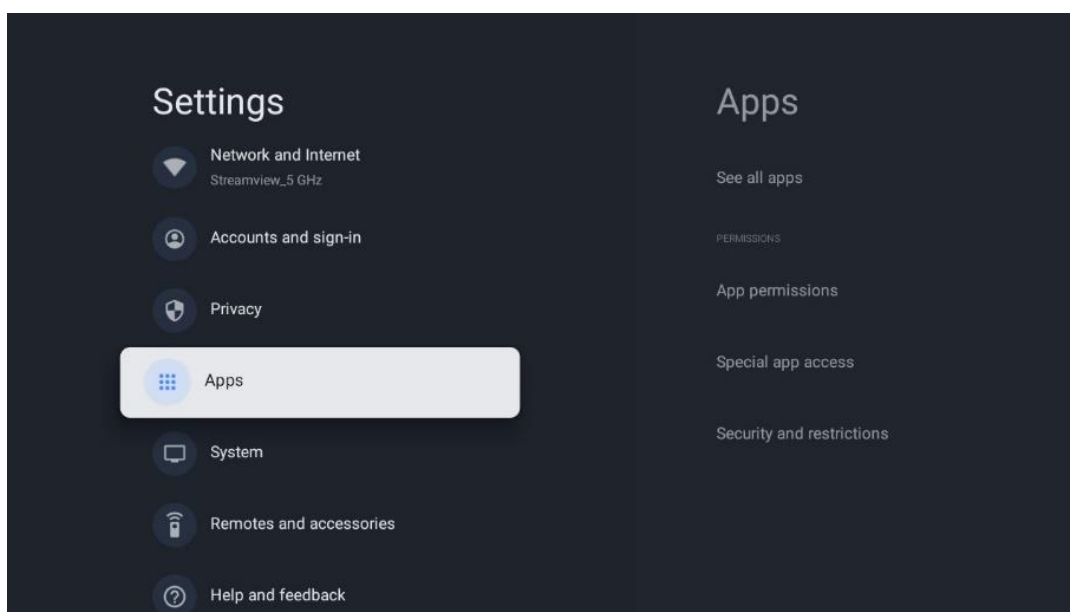 Settings
Network and Internet
Streamview_5 GHz
Accounts and sign-in
Privacy
Apps
System
Remotes and accessories
Help and feedback
Apps
See all apps
PERMISSIONS
App permissions
Special app access
Security and restrictions